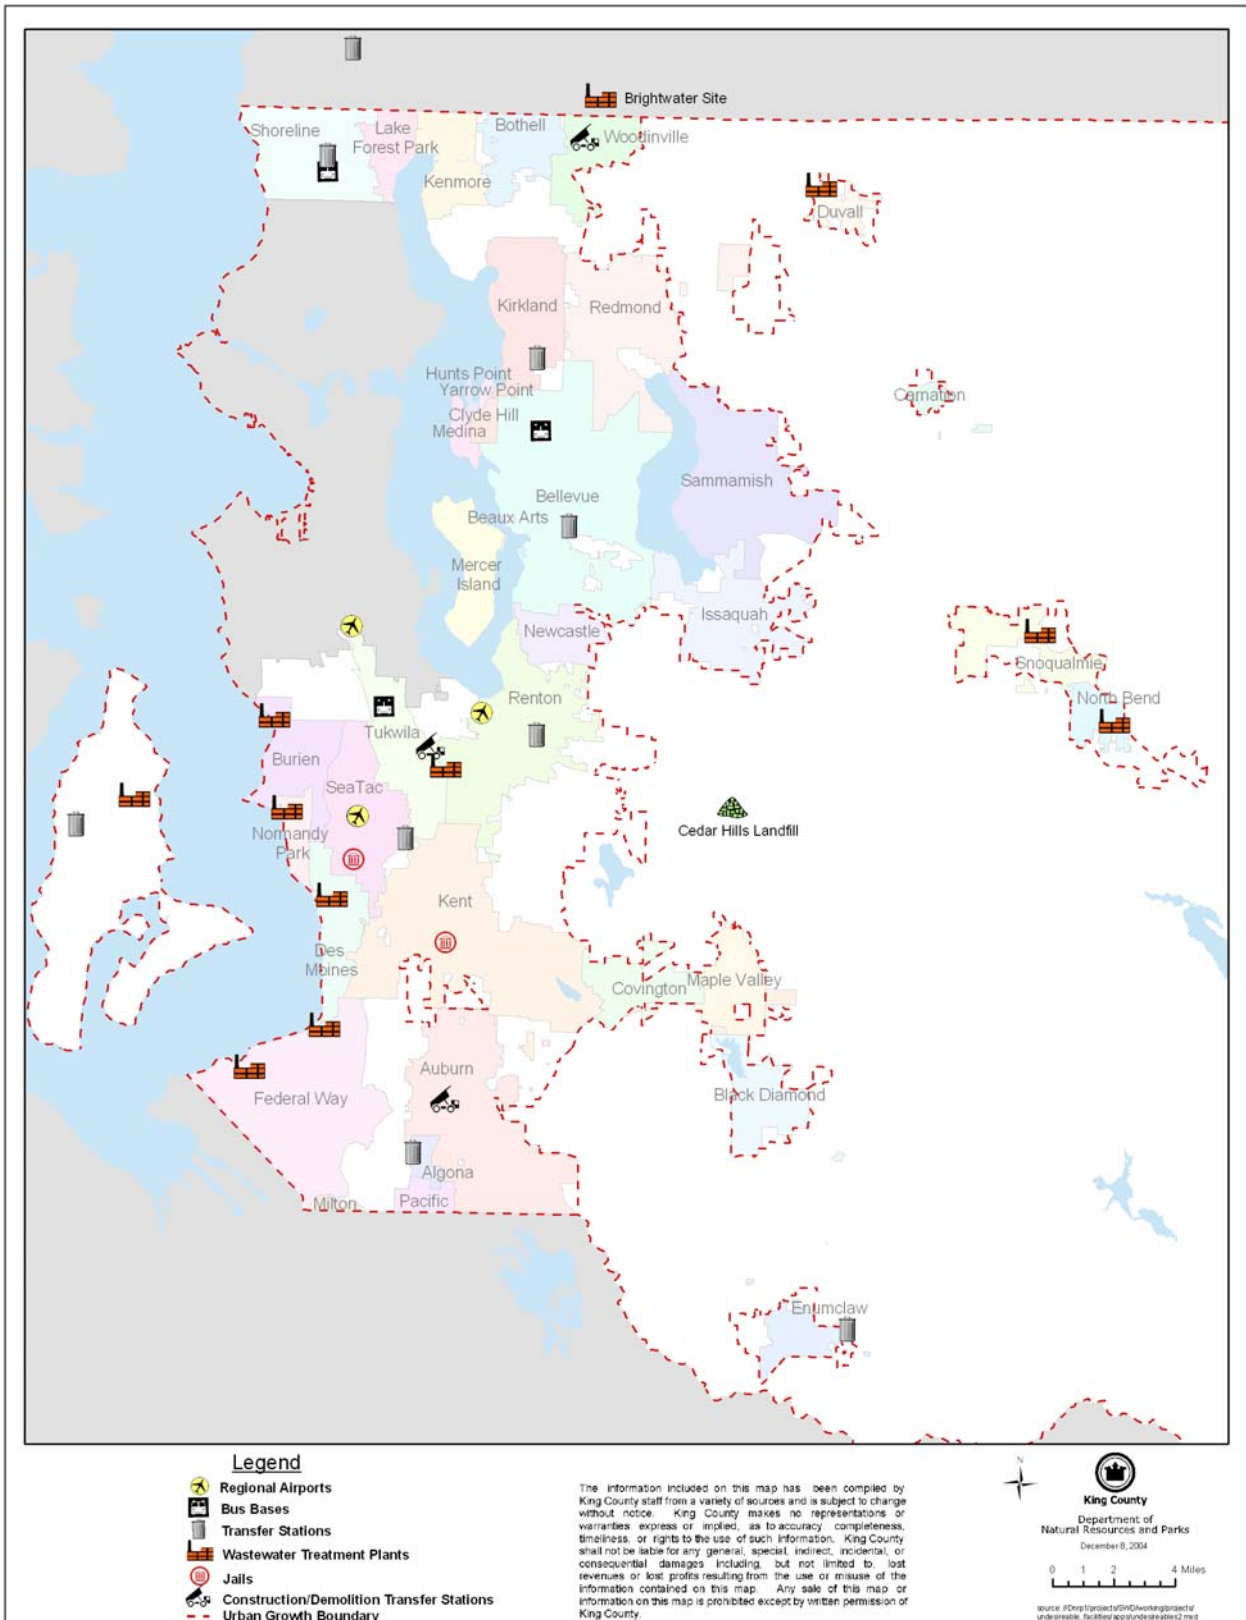 Brightwater Site
Shoreline
Lake
Forest Park
Bothell
Woodinville
Kenmore
Duvall
Kirkland
Redmond
Hunts Point
Yarrow Point
Clyde Hill
Medina
Carnation
Sammamish
Bellevue
Beaux Arts
Mercer
Island
Issaquah
Newcastle
Snoqualmie
North Bend
Renton
Tukwila
Burien
SeaTac
Cedar Hills Landfill
Normandy
Park
Kent
Des
Moines
Covington
Maple Valley
Auburn
Black Diamond
Federal Way
Algona
Milton
Pacific
Enumclaw
Legend
Regional Airports
Bus Bases
Transfer Stations
Wastewater Treatment Plants
Jails
Construction/Demolition Transfer Stations
Urban Growth Boundary
The information included on this map has been compiled by
King County staff from a variety of sources and is subject to change
without notice. King County makes no representations or
warranties, express or implied, as to accuracy, completeness,
timeliness, or rights to the use of such information. King County
shall not be liable for any general, special, indirect, incidental, or
consequential damages including, but not limited to, lost
revenues or lost profits resulting from the use or misuse of the
information contained on this map. Any sale of this map or
information on this map is prohibited except by written permission of
King County.
N
King County
Department of
Natural Resources and Parks
December 8, 2004
0 1 2 4 Miles